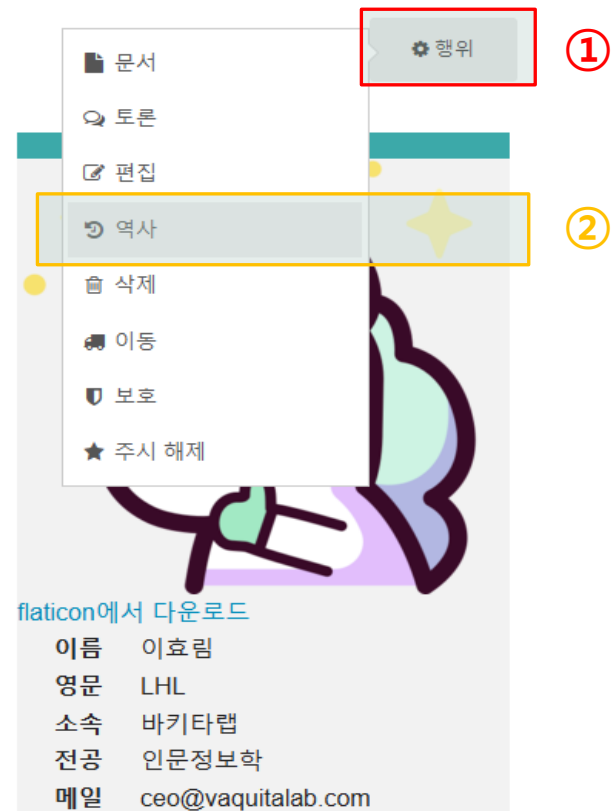 행위
①
문서
토론
편집
역사
②
삭제
이동
보호
주시 해제
flaticon에서 다운로드
이름 이효림
영문 LHL
소속 바키타랩
전공 인문정보학
메일 ceo@vaquitalab.com